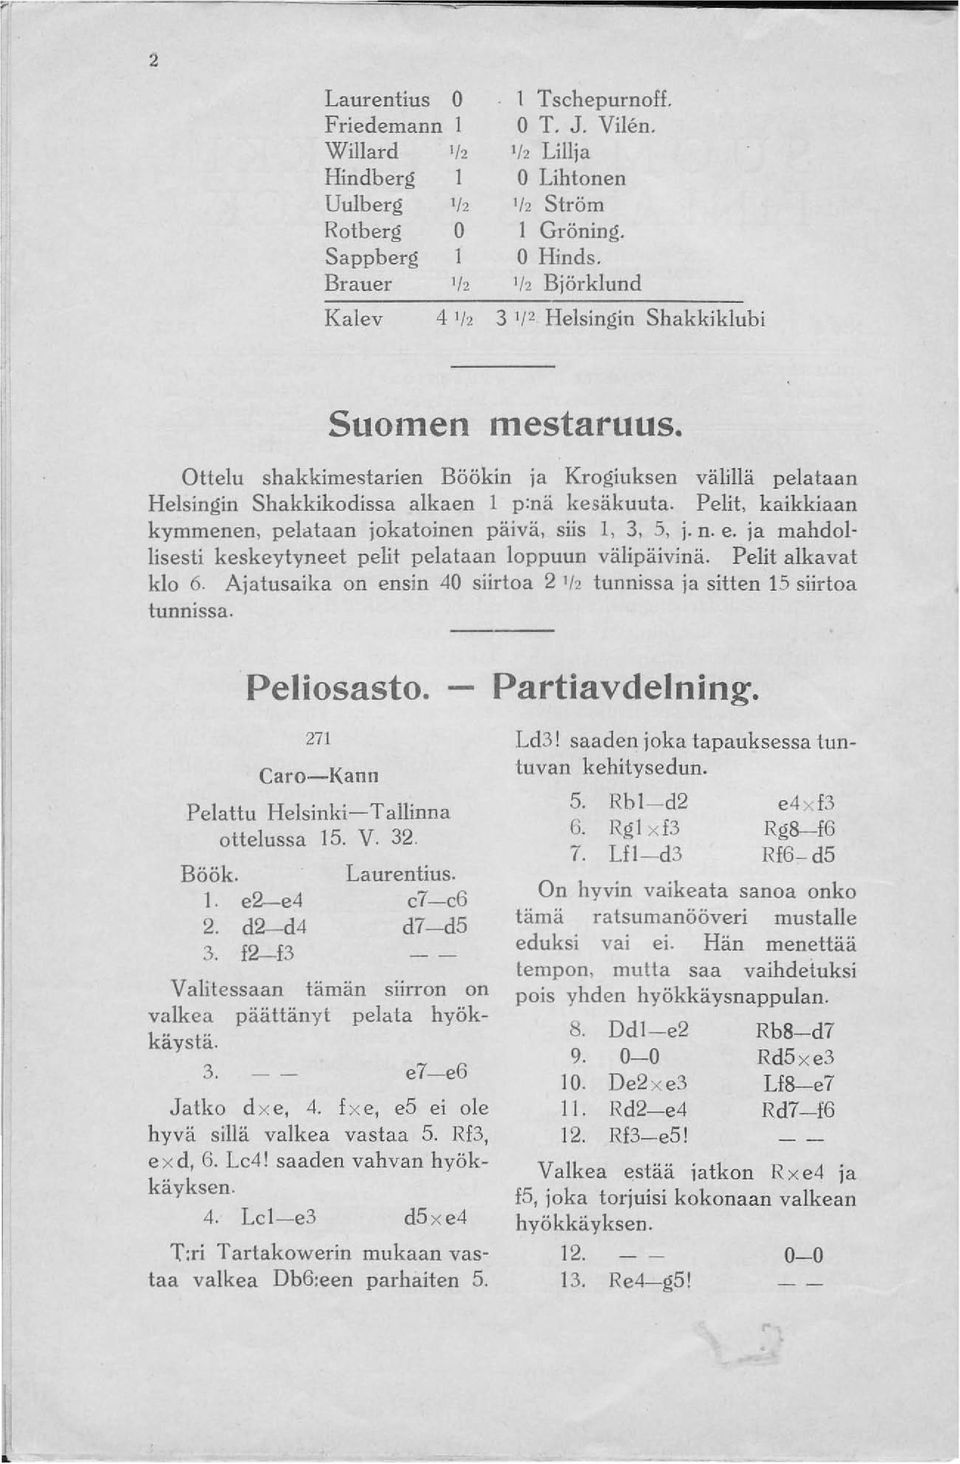 2
Laurentius 0 1 Tschepurnoff.
Friedemann 1 0 T. J. Vilén.
Willard 1/2 1/2 Lillja
Hindberg 1 0 Lihtonen
Uulberg 1/2 1/2 Ström
Rotberg 0 1 Gröning.
Sappberg 1 0 Hinds.
Brauer 1/2 1/2 Björklund
Kalev 4 1/2 3 1/2 Helsingin Shakkiklubi
Suomen mestaruus.
Ottelu shakkimestarien Böökin ja Krogiuksen välillä pelataan
Helsingin Shakkikodissa alkaen 1 p:nä kesäkuuta. Pelit, kaikkiaan
kymmenen, pelataan jokatoinen päivä, siis 1, 3, 5, j. n. e. ja mahdol-
lisesti keskeytyneet pelit pelataan loppuun välipäivinä. Pelit alkavat
klo 6. Ajatusaika on ensin 40 siirtoa 2 1/2 tunnissa ja sitten 15 siirtoa
tunnissa.
Peliosasto. — Partiavdelning.
271
Caro—Kann
Pelattu Helsinki—Tallinna
ottelussa 15. V. 32.
Böök. Laurentius.
1. e2—e4 c7—c6
2. d2—d4 d7—d5
3. f2—f3 — —
Valitessaan tämän siirron on
valkea päättänyt pelata hyök-
käystä.
3. — — e7—e6
Jatko d×e, 4. f×e, e5 ei ole
hyvä sillä valkea vastaa 5. Rf3,
e×d, 6. Lc4! saaden vahvan hyök-
käyksen.
4. Lc1—e3 d5×e4
T:ri Tartakowerin mukaan vas-
taa valkea Db6:een parhaiten 5.
Ld3! saaden joka tapauksessa tun-
tuvan kehitysedun.
5. Rb1—d2 e4×f3
6. Rg1×f3 Rg8—f6
7. Lf1—d3 Rf6—d5
On hyvin vaikeata sanoa onko
tämä ratsumanööveri mustalle
eduksi vai ei. Hän menettää
tempon, mutta saa vaihdetuksi
pois yhden hyökkäysnappulan.
8. Dd1—e2 Rb8—d7
9. 0—0 Rd5×e3
10. De2×e3 Lf8—e7
11. Rd2—e4 Rd7—f6
12. Rf3—e5! — —
Valkea estää jatkon R×e4 ja
f5, joka torjuisi kokonaan valkean
hyökkäyksen.
12. — — 0—0
13. Re4—g5! — —